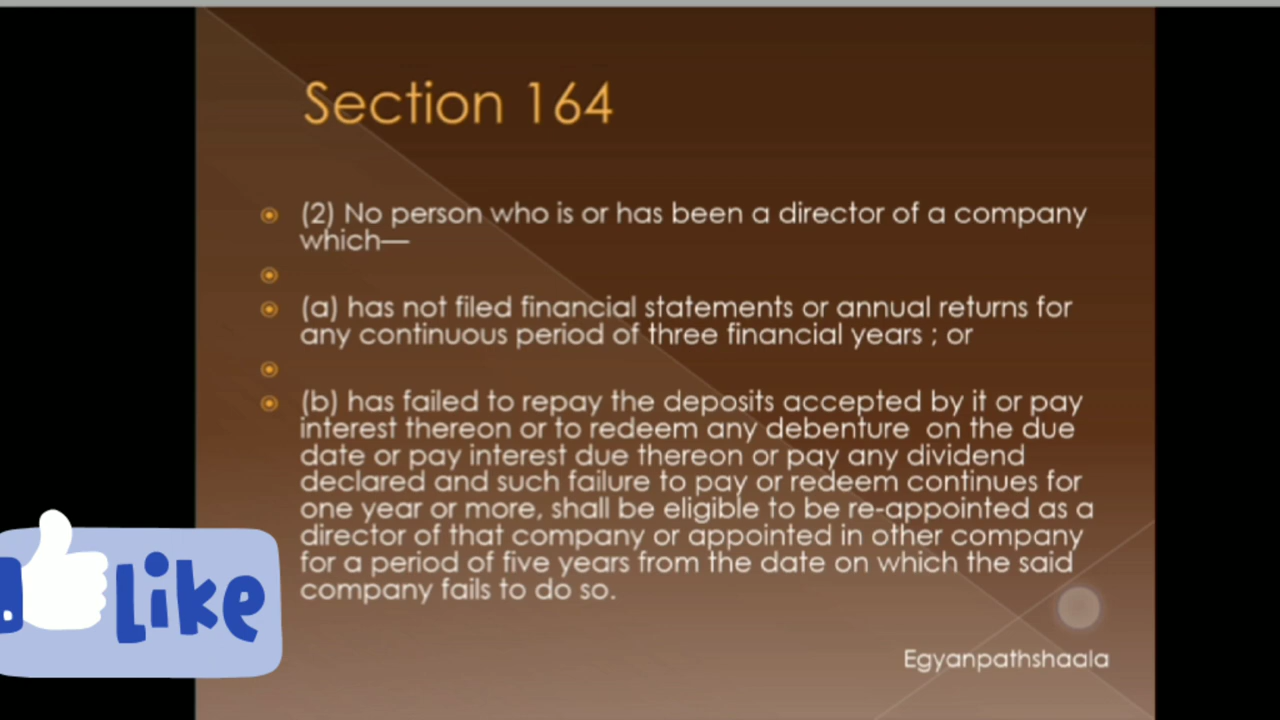 Section 164
(2) No person who is or has been a director of a company
which—
(a) has not filed financial statements or annual returns for
any continuous period of three financial years ; or
(b) has failed to repay the deposits accepted by it or pay
interest thereon or to redeem any debenture on the due
date or pay interest due thereon or pay any dividend
declared and such failure to pay or redeem continues for
one year or more, shall be eligible to be re-appointed as a
director of that company or appointed in other company
for a period of five years from the date on which the said
company fails to do so.
Like
Egyanpathshaala